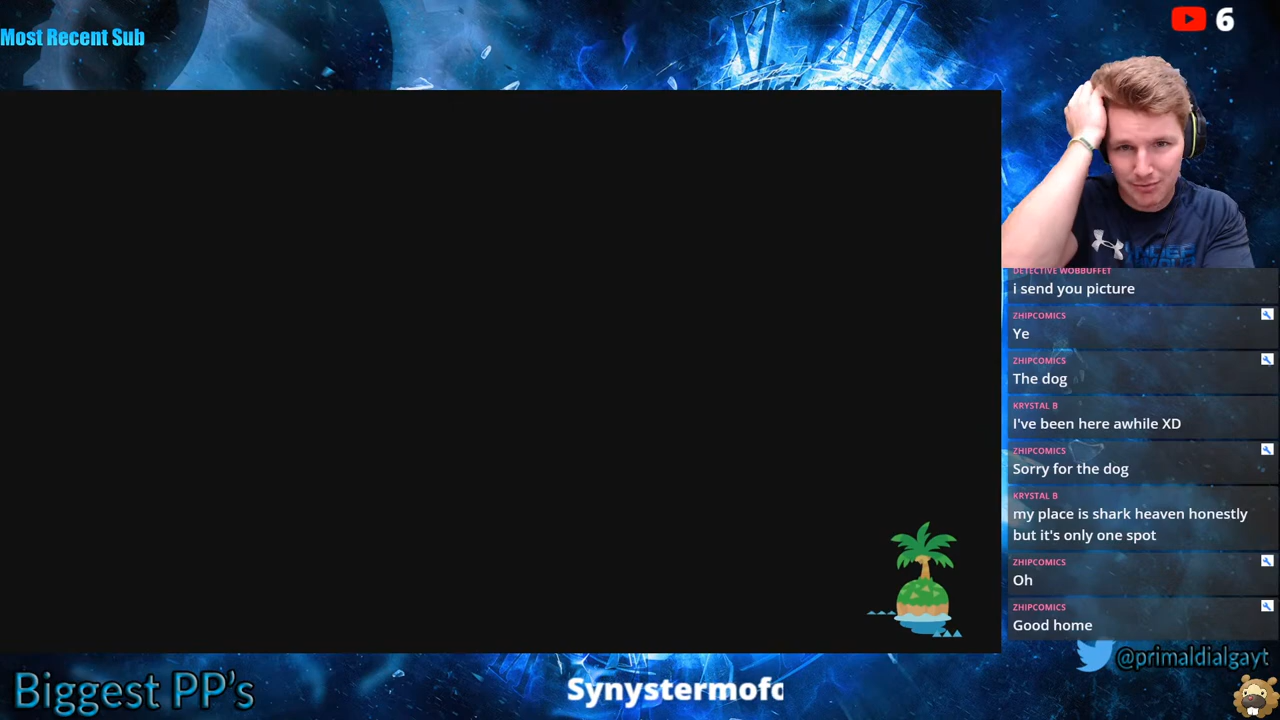 Most Recent Sub
6
DETECTIVE WOBBUFFET
i send you picture
ZHIPCOMICS
Ye
ZHIPCOMICS
The dog
KRYSTAL B
I've been here awhile XD
ZHIPCOMICS
Sorry for the dog
KRYSTAL B
my place is shark heaven honestly
but it's only one spot
ZHIPCOMICS
Oh
ZHIPCOMICS
Good home
@primaldialgayt
Biggest PP's
Synystermofo